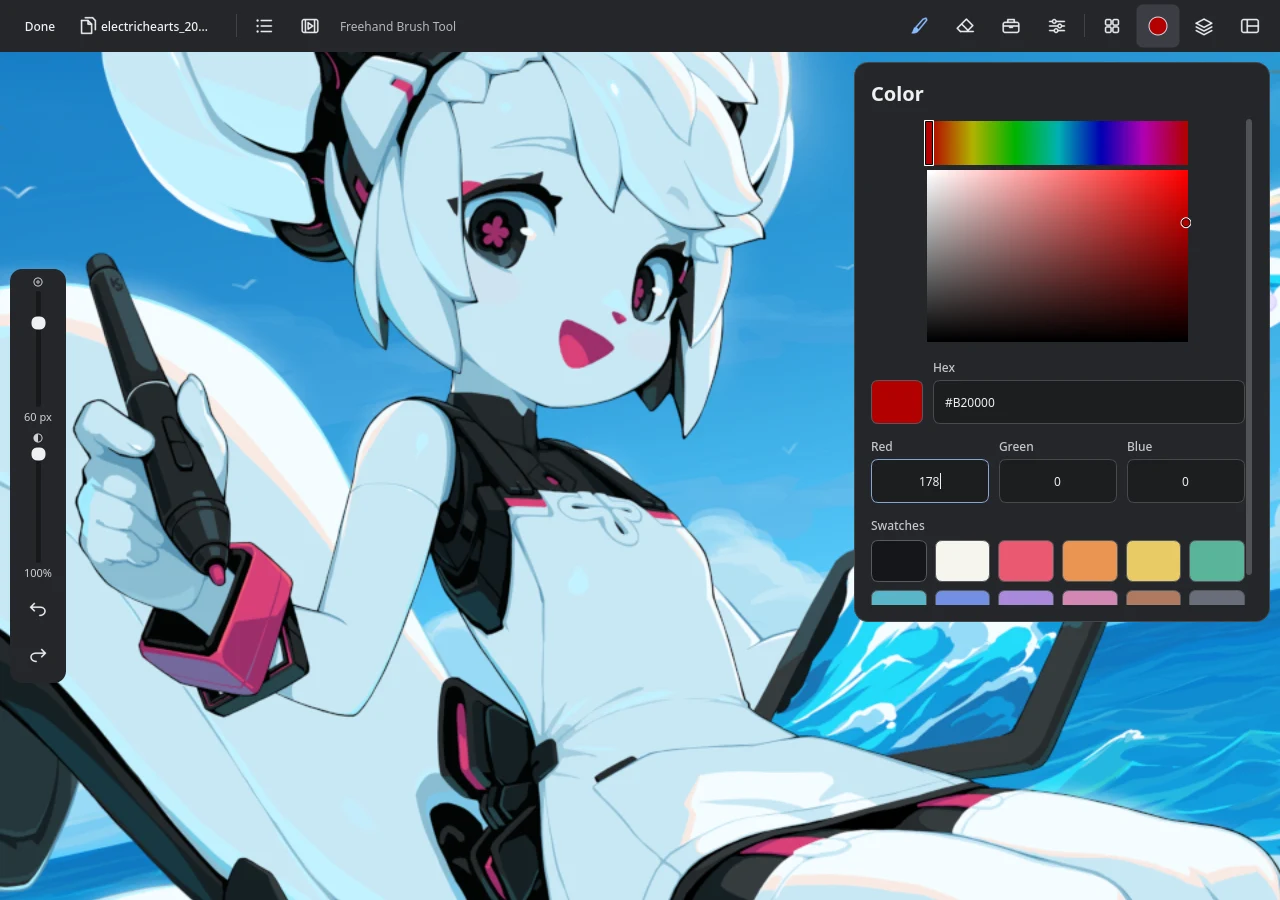 Done
electrichearts_20...
Freehand Brush Tool
Color
Hex
#B20000
Red
Green
Blue
178
0
0
Swatches
60 px
100%